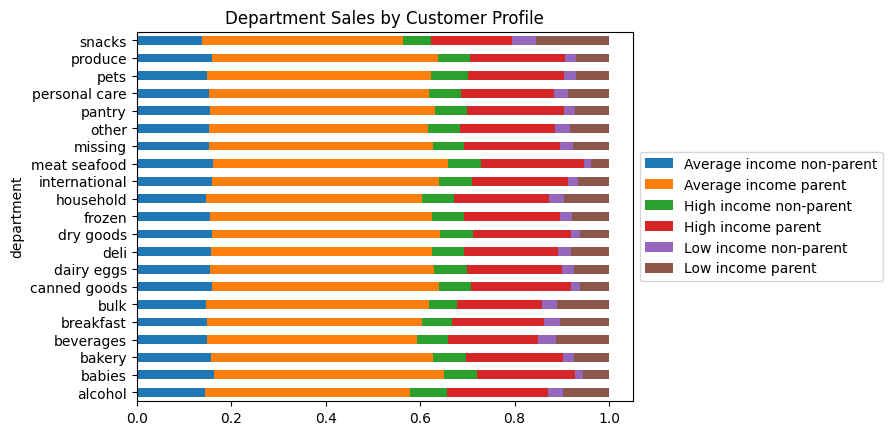 Department Sales by Customer Profile
department
snacks
produce
pets
personal care
pantry
other
missing
meat seafood
international
household
frozen
dry goods
deli
dairy eggs
canned goods
bulk
breakfast
beverages
bakery
babies
alcohol
0.0 0.2 0.4 0.6 0.8 1.0
Average income non-parent
Average income parent
High income non-parent
High income parent
Low income non-parent
Low income parent